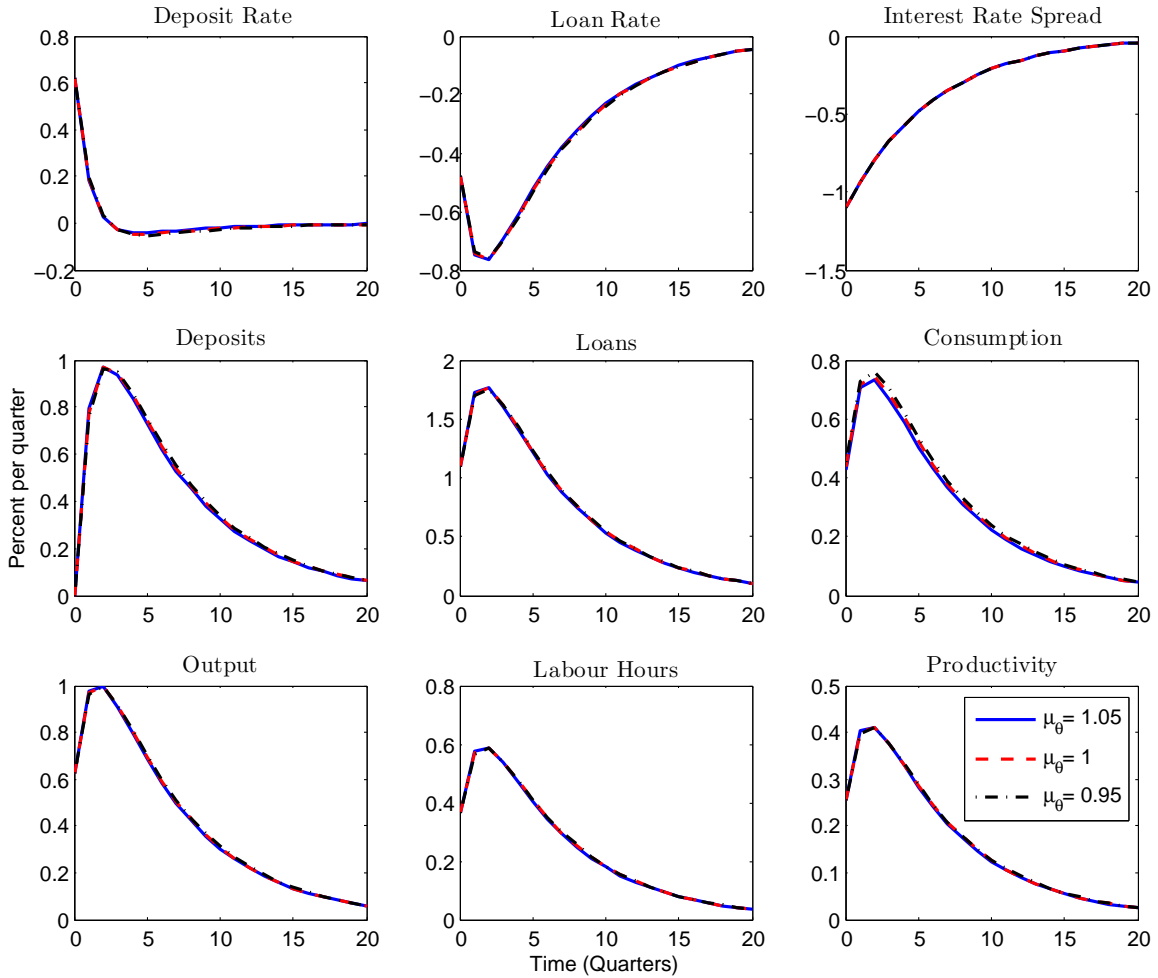 Deposit Rate
Loan Rate
Interest Rate Spread
0.8
0.6
0.4
0.2
0
−0.2
0 5 10 15 20
0
−0.2
−0.4
−0.6
−0.8
0 5 10 15 20
0
−0.5
−1
−1.5
0 5 10 15 20
Deposits
Loans
Consumption
Percent per quarter
1
0.8
0.6
0.4
0.2
0
0 5 10 15 20
2
1.5
1
0.5
0
0 5 10 15 20
0.8
0.6
0.4
0.2
0
0 5 10 15 20
Output
Labour Hours
Productivity
1
0.8
0.6
0.4
0.2
0
0 5 10 15 20
0.8
0.6
0.4
0.2
0
0 5 10 15 20
0.5
0.4
0.3
0.2
0.1
0
0 5 10 15 20
μθ= 1.05
μθ= 1
μθ= 0.95
Time (Quarters)